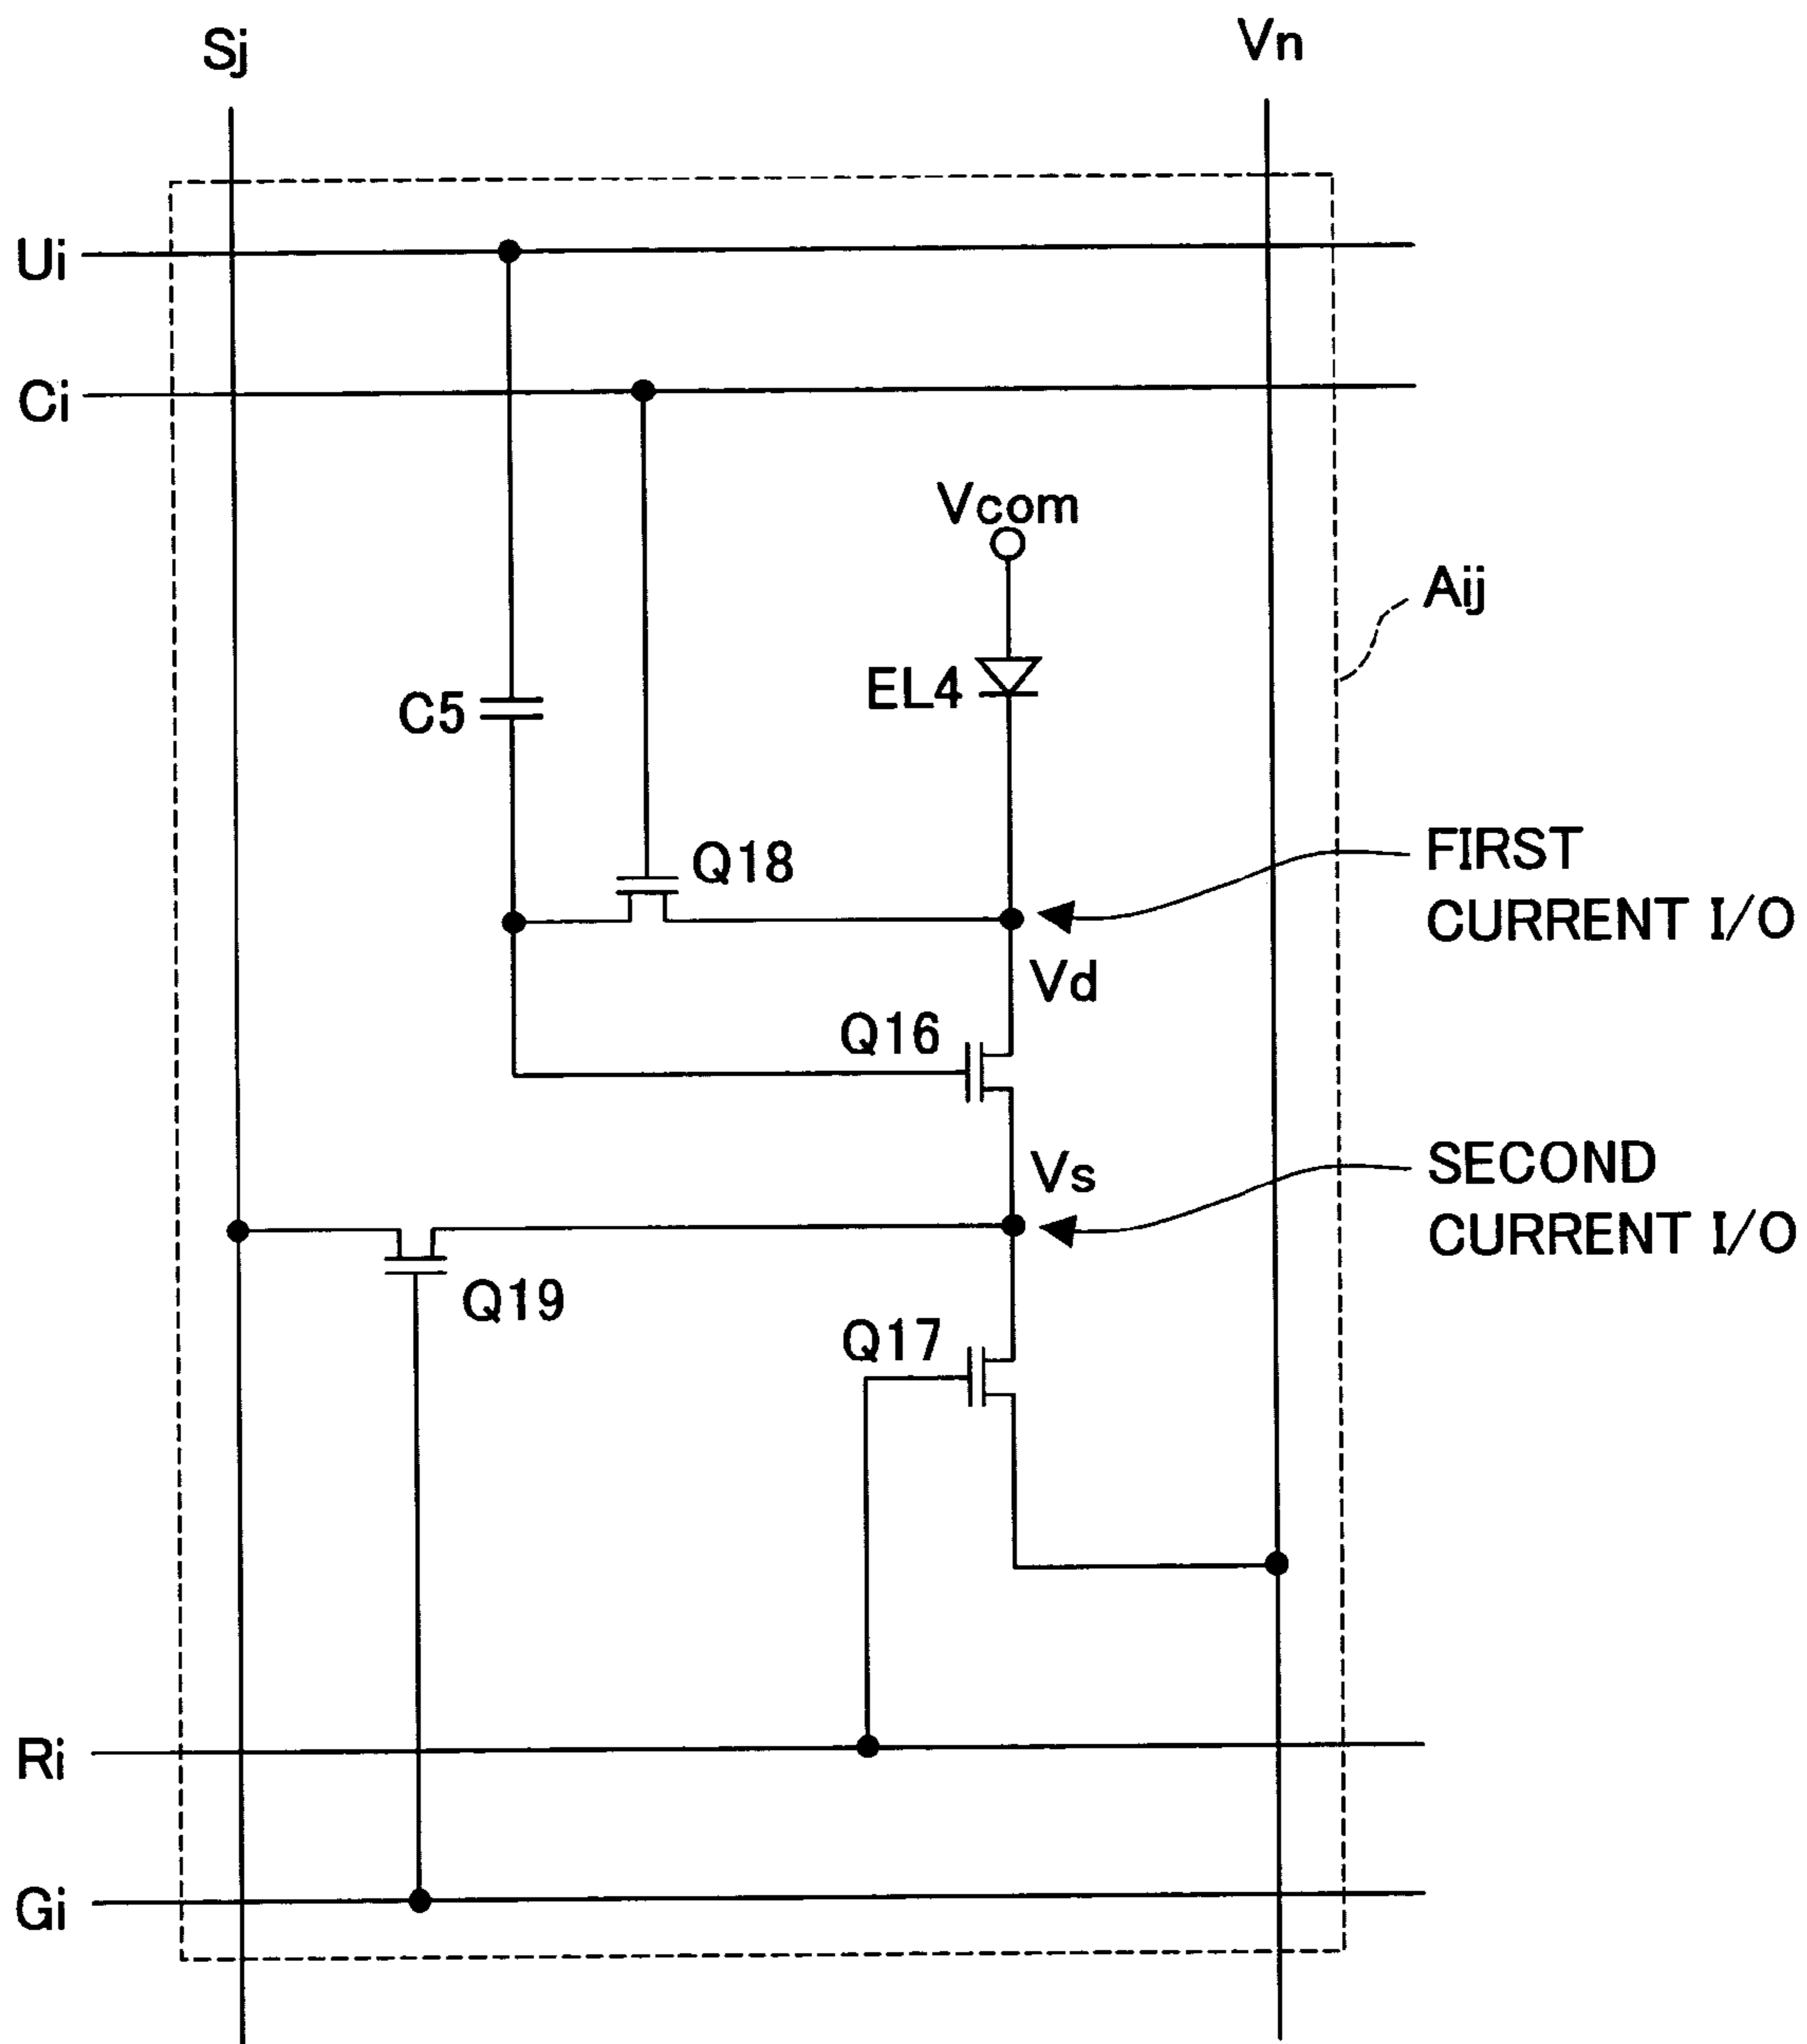 Sj
Vn
Ui
Ci
Vcom
Aij
EL4
C5
Q18
FIRST
CURRENT I/O
Vd
Q16
SECOND
CURRENT I/O
Vs
Q19
Q17
Ri
Gi